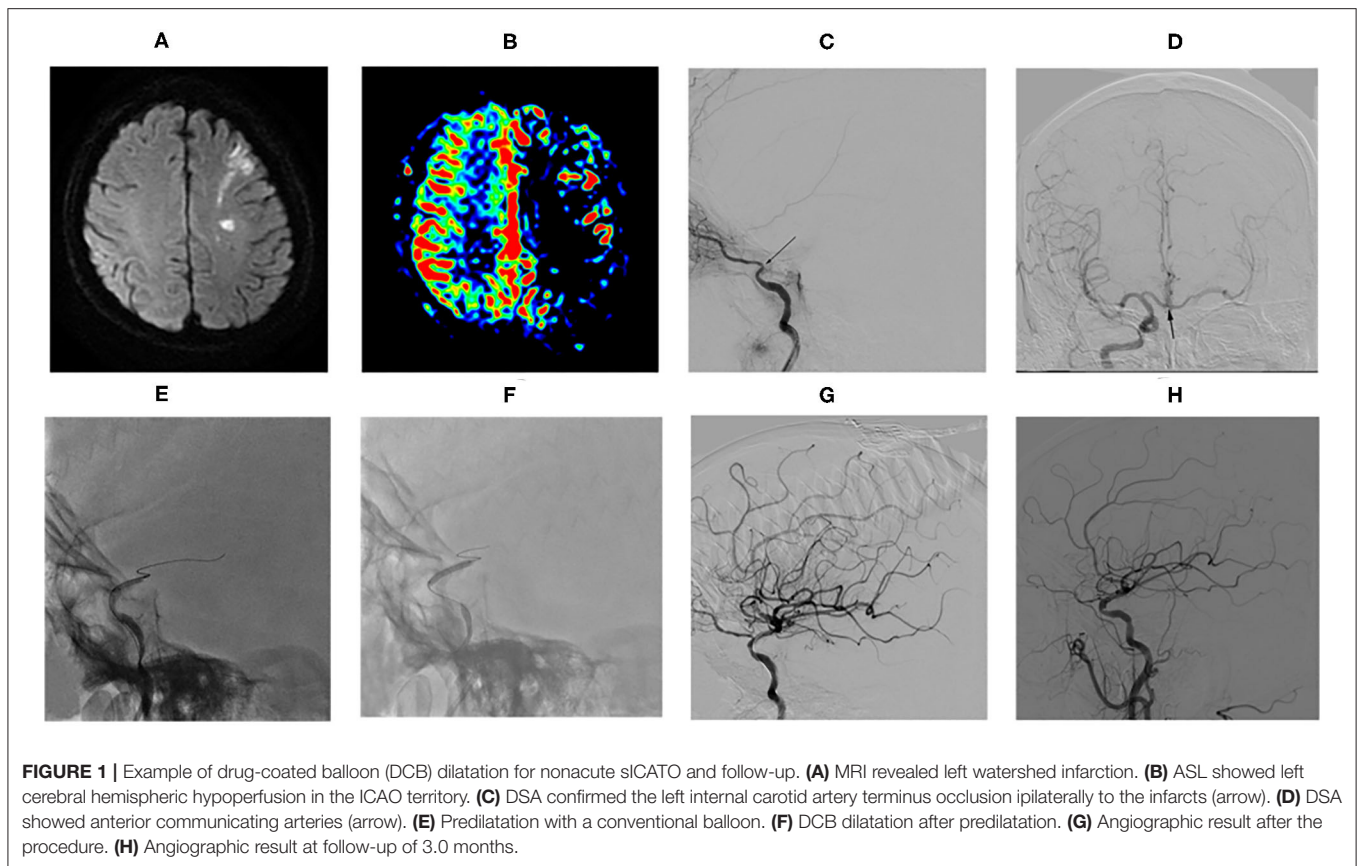 A
B
C
D
E
F
G
H
FIGURE 1 | Example of drug-coated balloon (DCB) dilatation for nonacute sICATO and follow-up. (A) MRI revealed left watershed infarction. (B) ASL showed left
cerebral hemispheric hypoperfusion in the ICAO territory. (C) DSA confirmed the left internal carotid artery terminus occlusion ipilaterally to the infarcts (arrow). (D) DSA
showed anterior communicating arteries (arrow). (E) Predilatation with a conventional balloon. (F) DCB dilatation after predilatation. (G) Angiographic result after the
procedure. (H) Angiographic result at follow-up of 3.0 months.